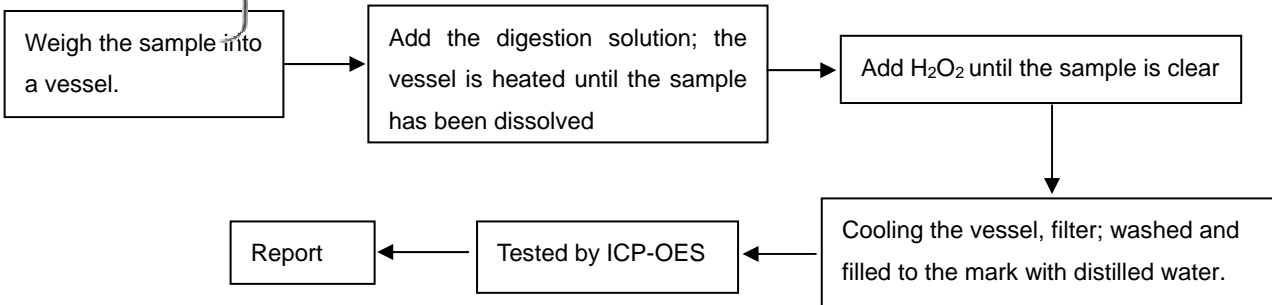 Weigh the sample into
a vessel.
Add the digestion solution; the
vessel is heated until the sample
has been dissolved
Add H₂O₂ until the sample is clear
Cooling the vessel, filter; washed and
filled to the mark with distilled water.
Tested by ICP-OES
Report